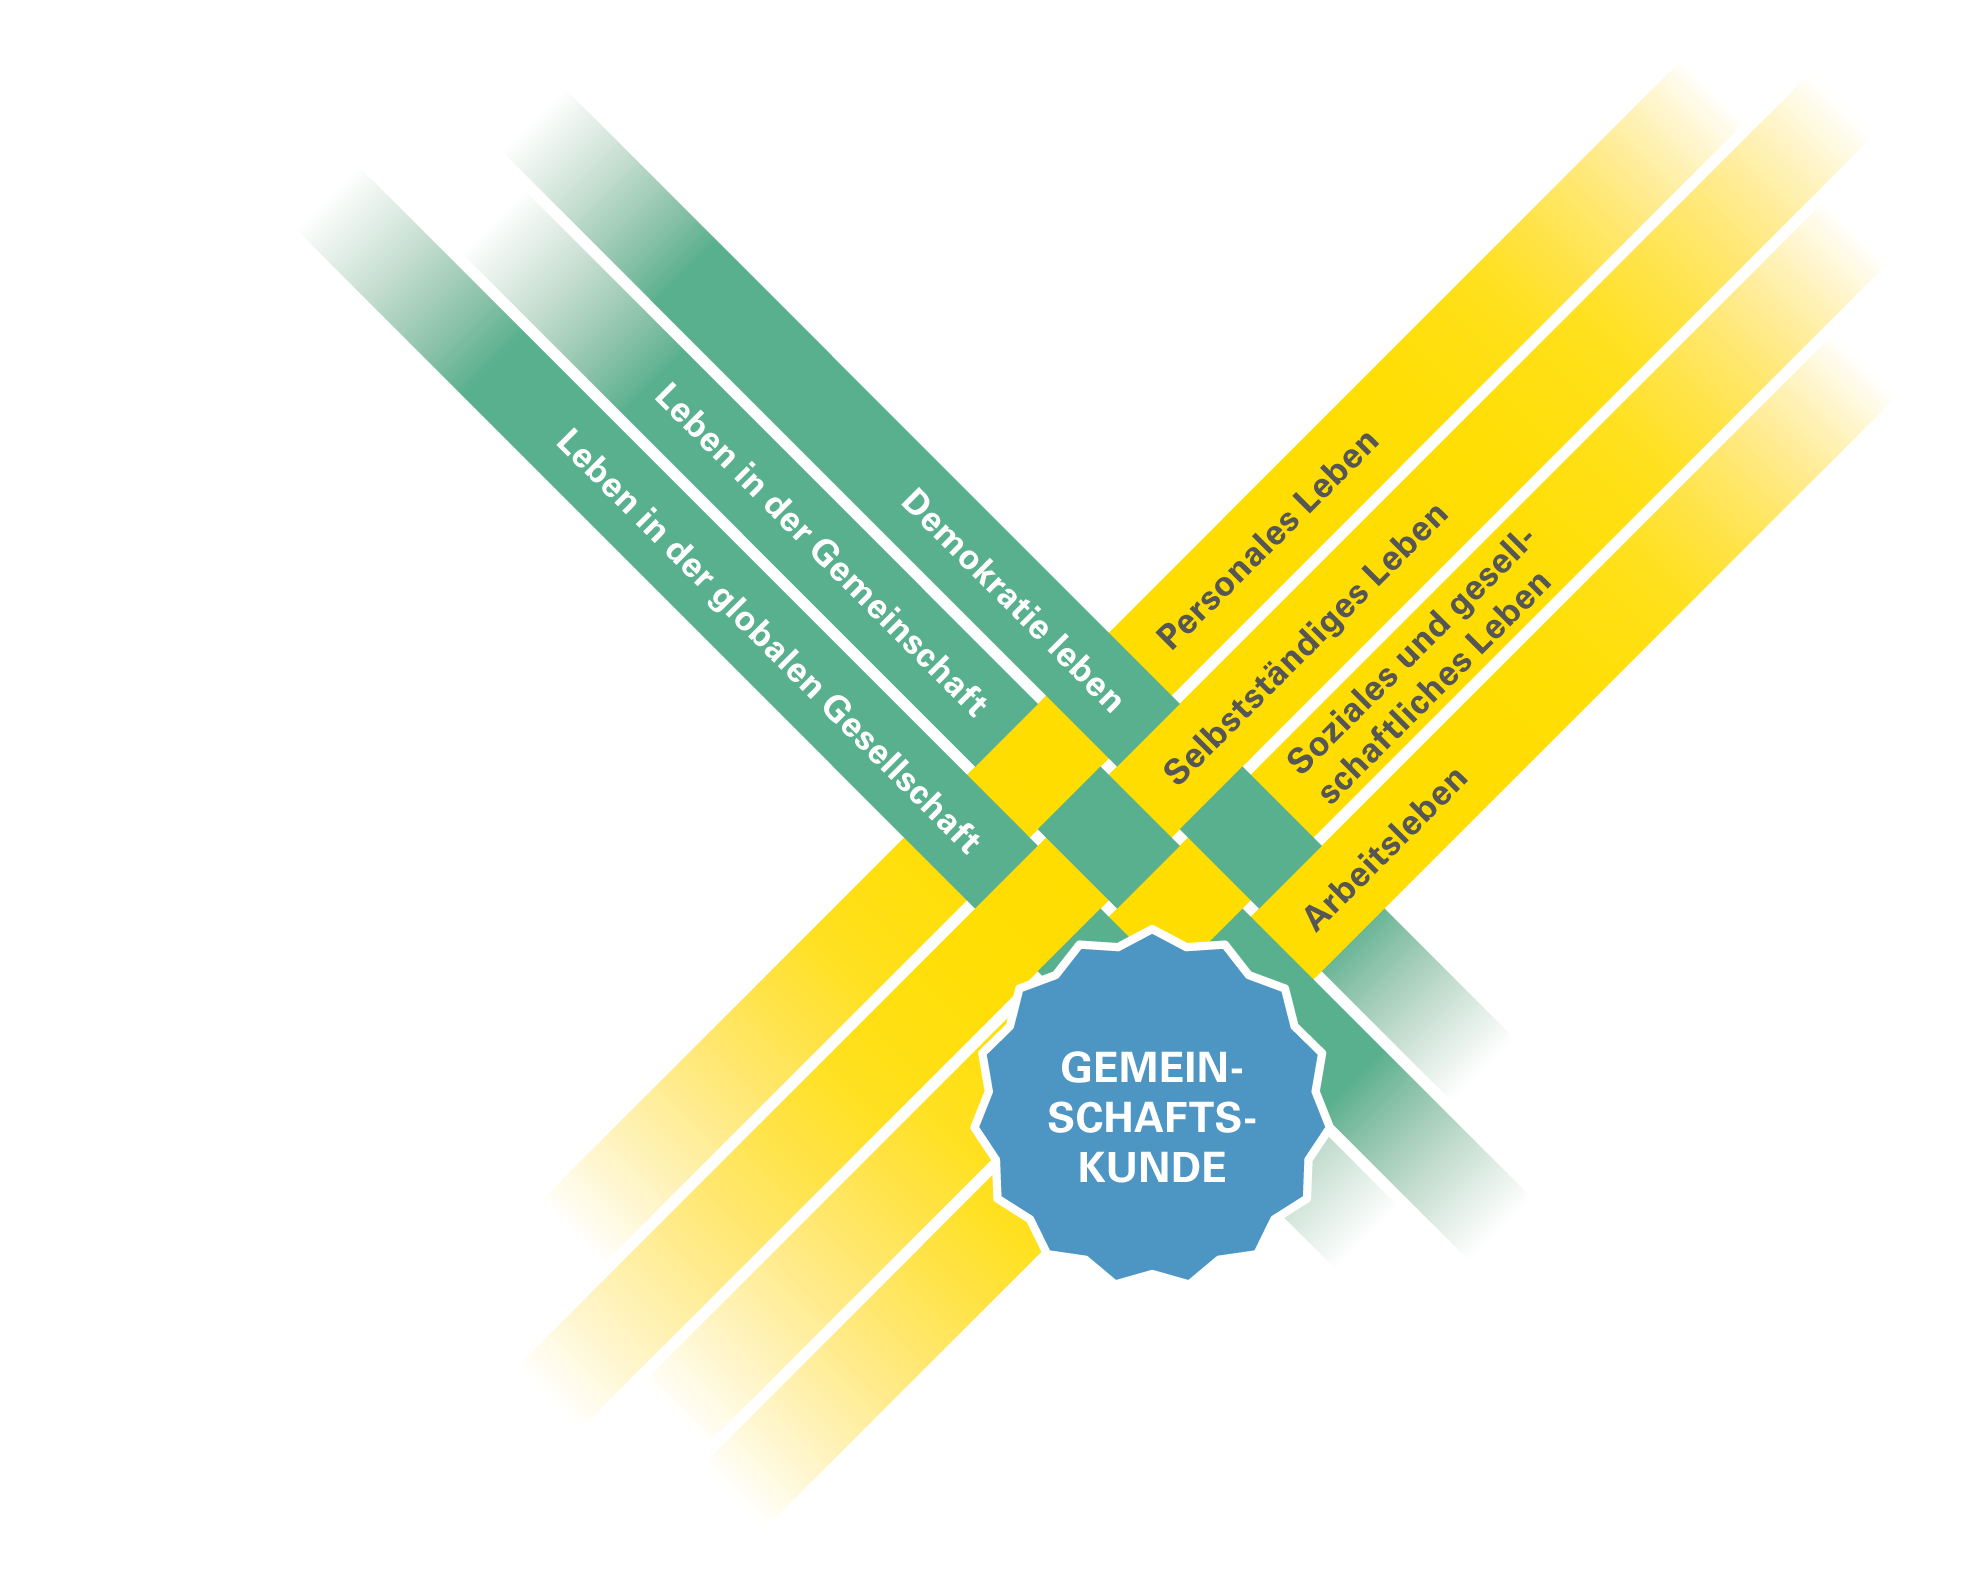 Leben in der globalen Gesellschaft
Leben in der Gemeinschaft
Demokratie leben
Personales Leben
Selbstständiges Leben
Soziales und gesell-
schaftliches Leben
Arbeitsleben
GEMEIN-
SCHAFTS-
KUNDE